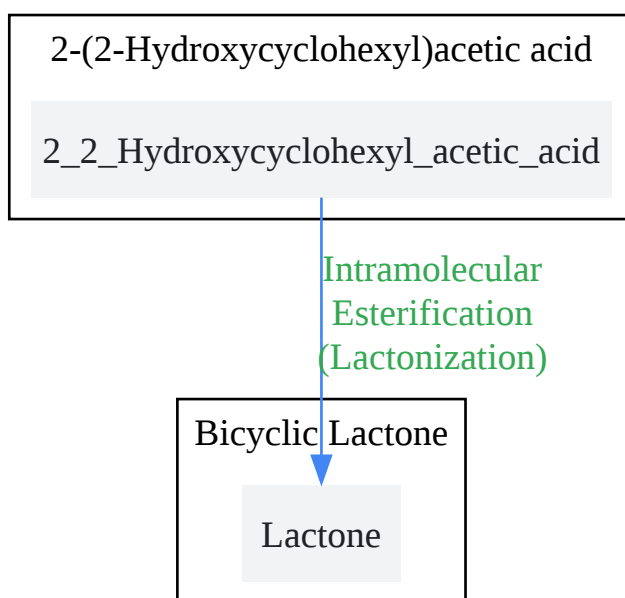 2-(2-Hydroxycyclohexyl)acetic acid
2_2_Hydroxycyclohexyl_acetic_acid
Intramolecular
Esterification
(Lactonization)
Bicyclic Lactone
Lactone